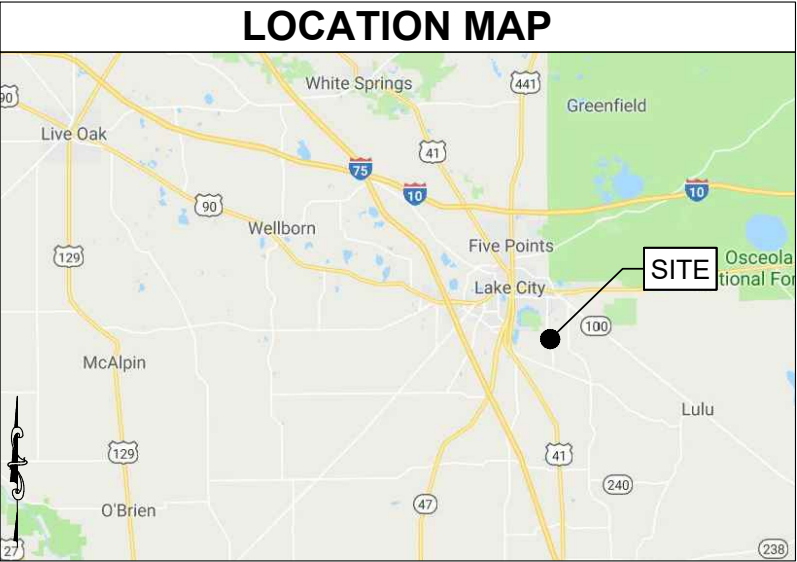 LOCATION MAP
White Springs
441
90
Greenfield
Live Oak
41
75
10
10
90
Wellborn
Five Points
129
SITE
Osceola
tional For
Lake City
100
McAlpin
Lulu
129
41
240
47
O'Brien
27
238